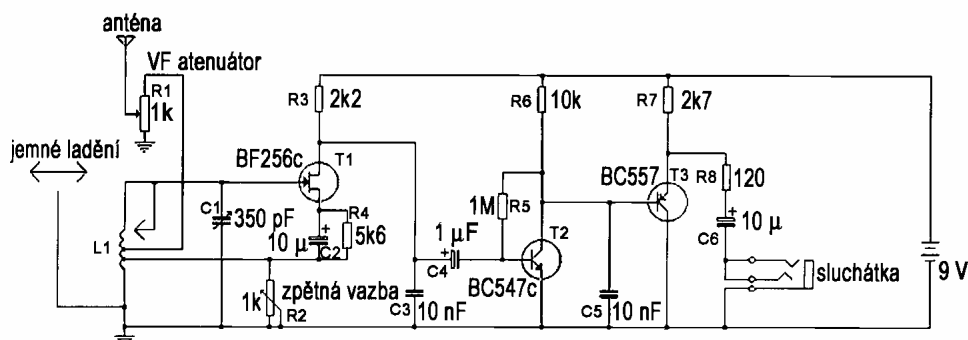 anténa
VF atenuátor
R1
1k
jemné ladění
L1
C1
350 pF
BF256c
T1
R3
2k2
R4
5k6
10 µ
+
C2
1k
R2
zpětná vazba
C3
10 nF
1 µF
+
C4
1M
R5
R6
10k
T2
BC547c
C5
10 nF
R7
2k7
BC557
T3
R8
120
+
10 µ
C6
sluchátka
9 V